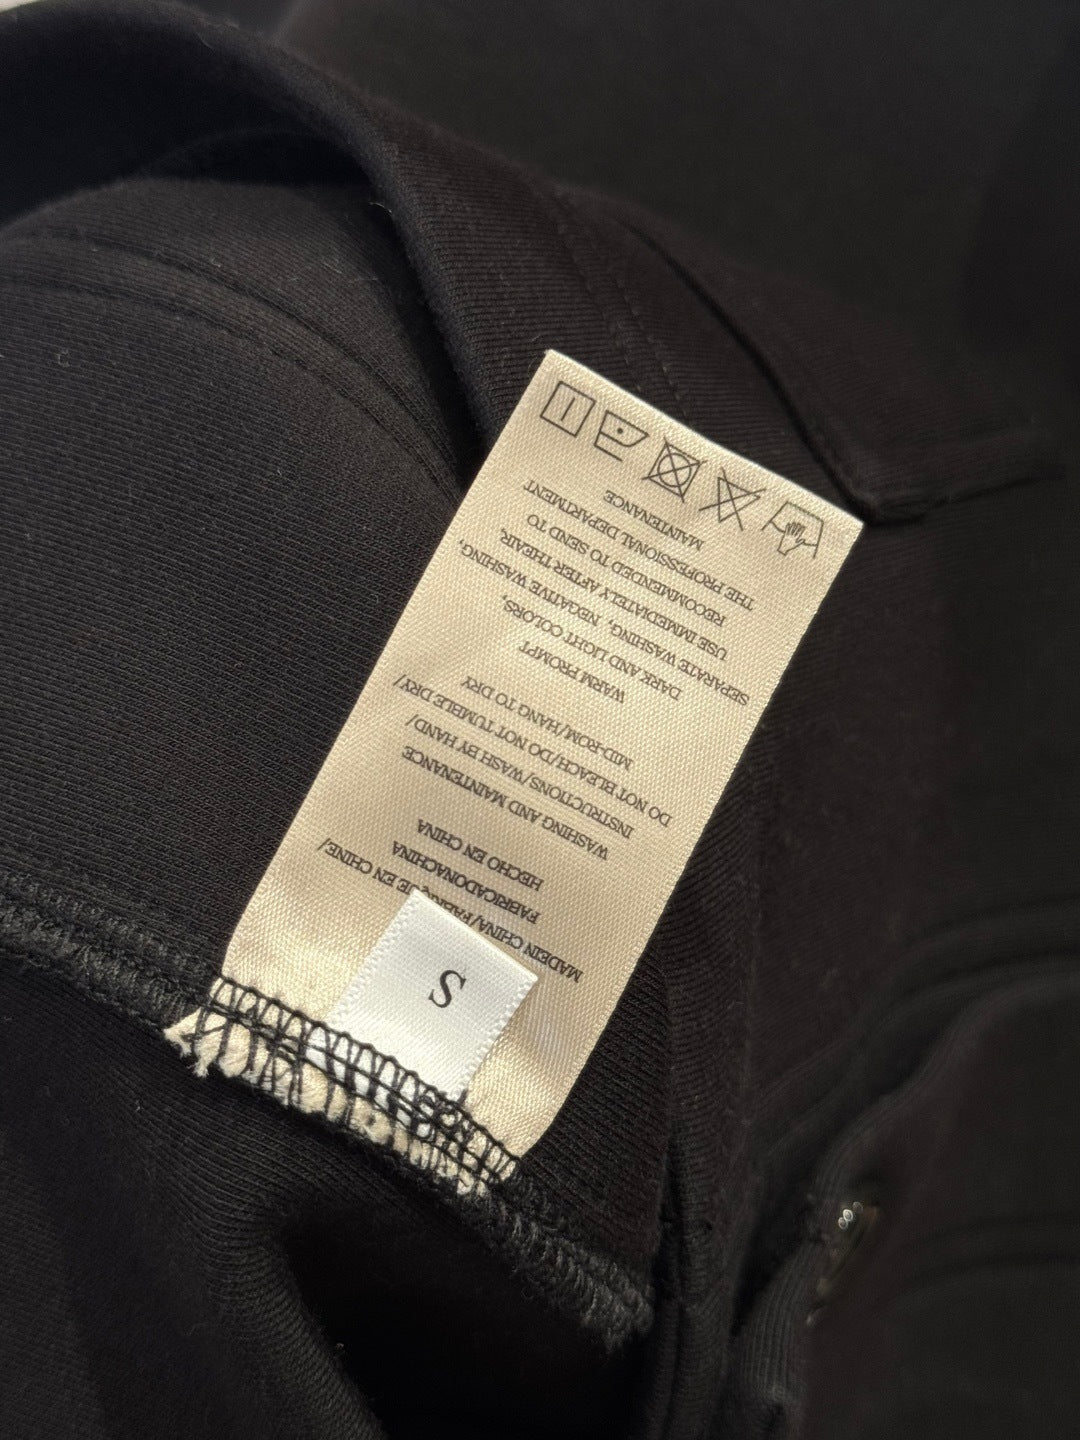 S
MADEIN CHINA/FABRIQUE EN CHINE/
FABRICADONACHINA
HECHO EN CHINA
WASHING AND MAINTENANCE
INSTRUCTIONS/WASH BY HAND/
DO NOT BLEACH/DO NOT TUMBLE DRY/
MID-ROM/HANG TO DRY
WARM PROMPT
DARK AND LIGHT COLORS,
SEPARATE WASHING, NEGATIVE WASHING,
USE IMMEDIATELY AFTER THEAIR.
RECOMMENDED TO SEND TO
THE PROFESSIONAL DEPARTMENT
MAINTENANCE